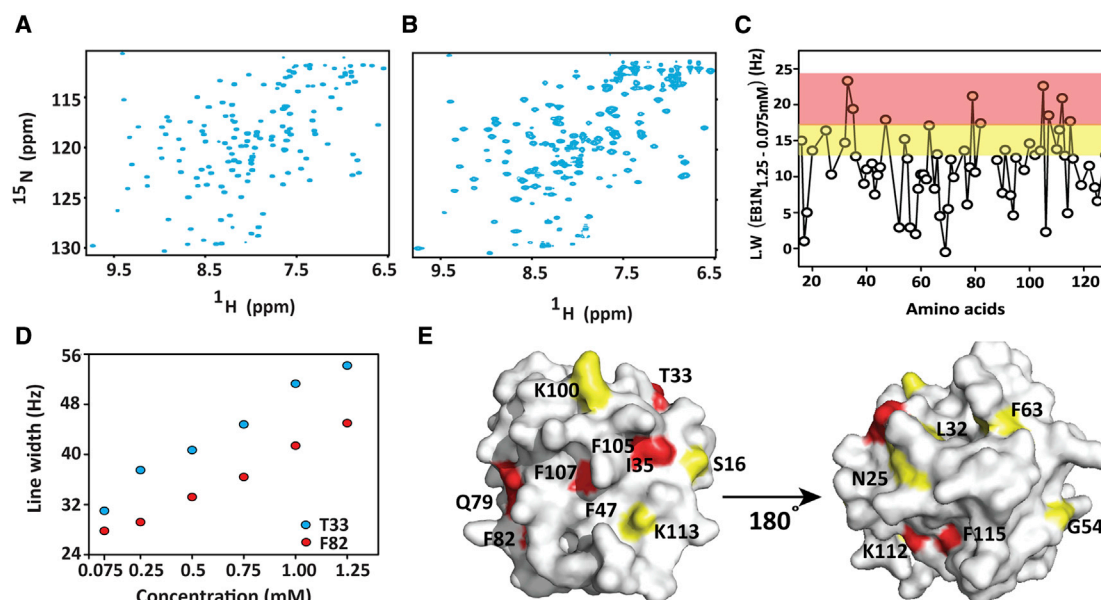 A
B
C
15N (ppm)
115
120
125
130
9.5 8.5 7.5 6.5
1H (ppm)
9.5 8.5 7.5 6.5
1H (ppm)
L.W (EB1N1.25 - 0.075mM) (Hz)
25
20
15
10
5
0
20 40 60 80 100 120
Amino acids
D
Line width (Hz)
56
48
40
32
24
T33
F82
0.075 0.25 0.5 0.75 1.00 1.25
Concentration (mM)
E
K100
T33
F105
I35
F107
S16
Q79
F47
F82
K113
180°
L32
F63
N25
G54
K112
F115